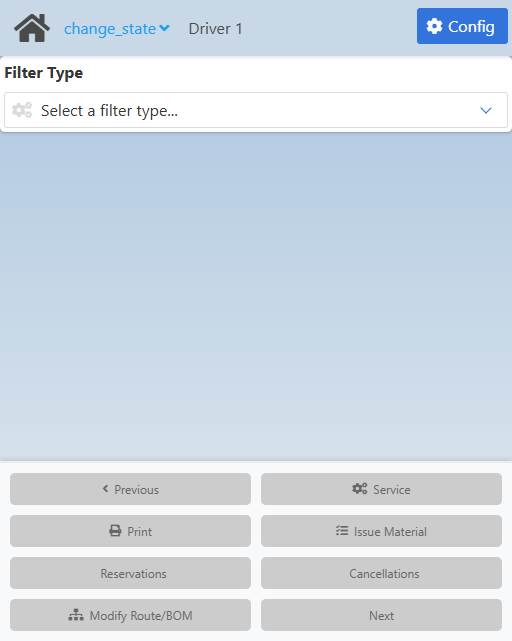 change_state Driver 1 Config
Filter Type
Select a filter type...
Previous Service
Print Issue Material
Reservations Cancellations
Modify Route/BOM Next